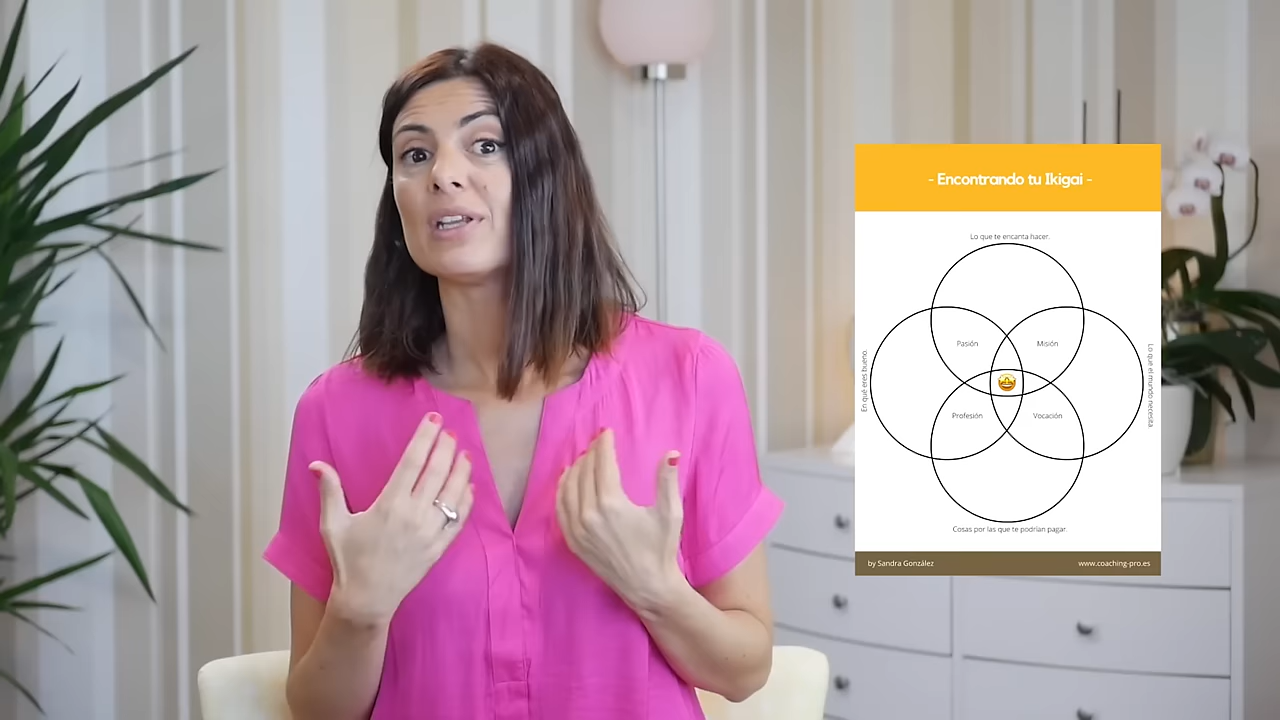 - Encontrando tu Ikigai -
Lo que te encanta hacer.
En qué eres bueno.
Pasión
Misión
Lo que el mundo necesita
Profesión
Vocación
Cosas por las que te podrían pagar.
by Sandra González
www.coaching-pro.es